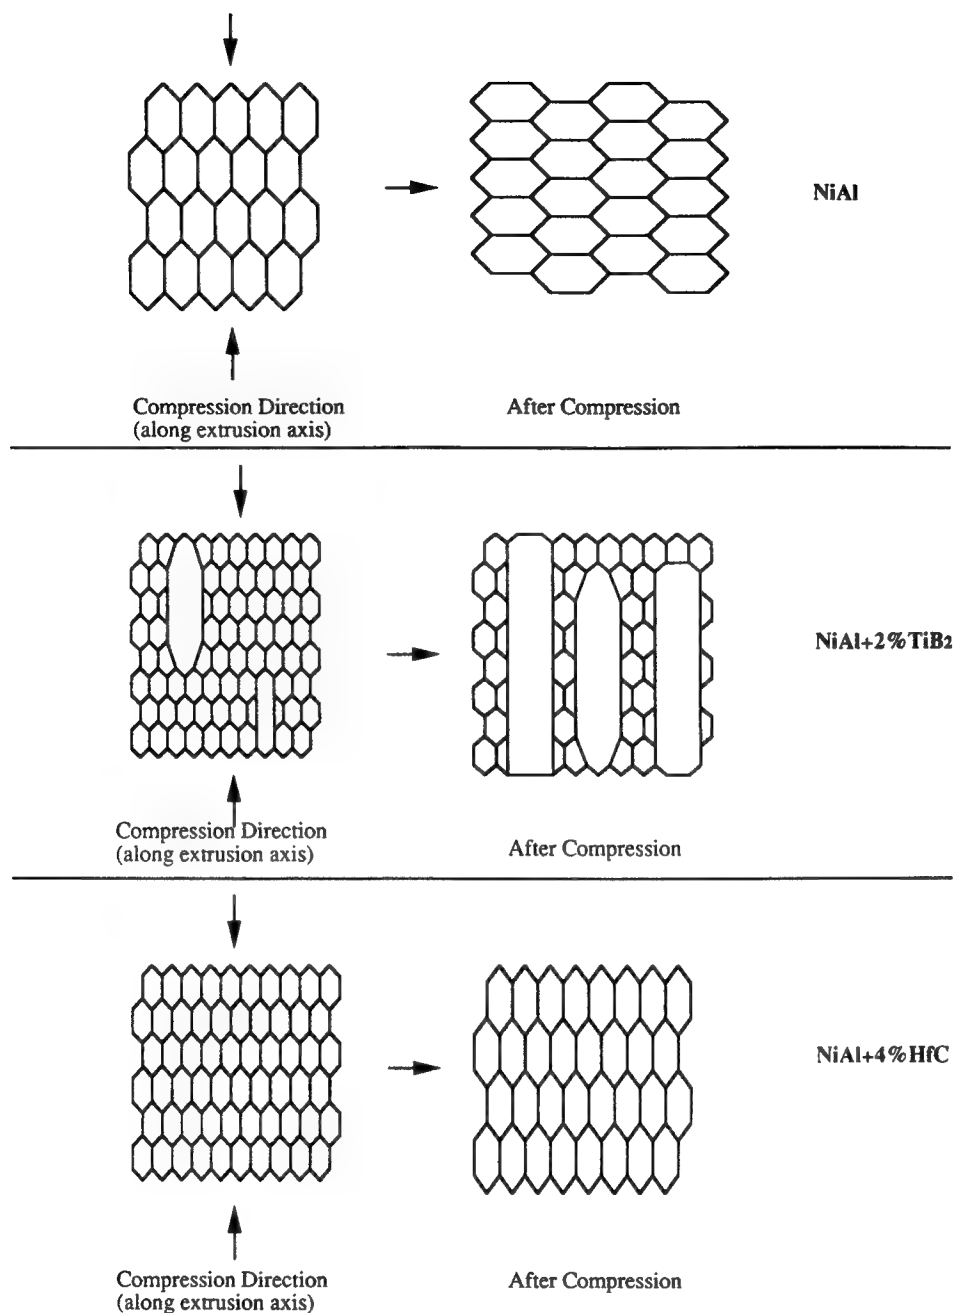 NiAl
Compression Direction
(along extrusion axis)
After Compression
NiAl+2%TiB2
Compression Direction
(along extrusion axis)
After Compression
NiAl+4%HfC
Compression Direction
(along extrusion axis)
After Compression